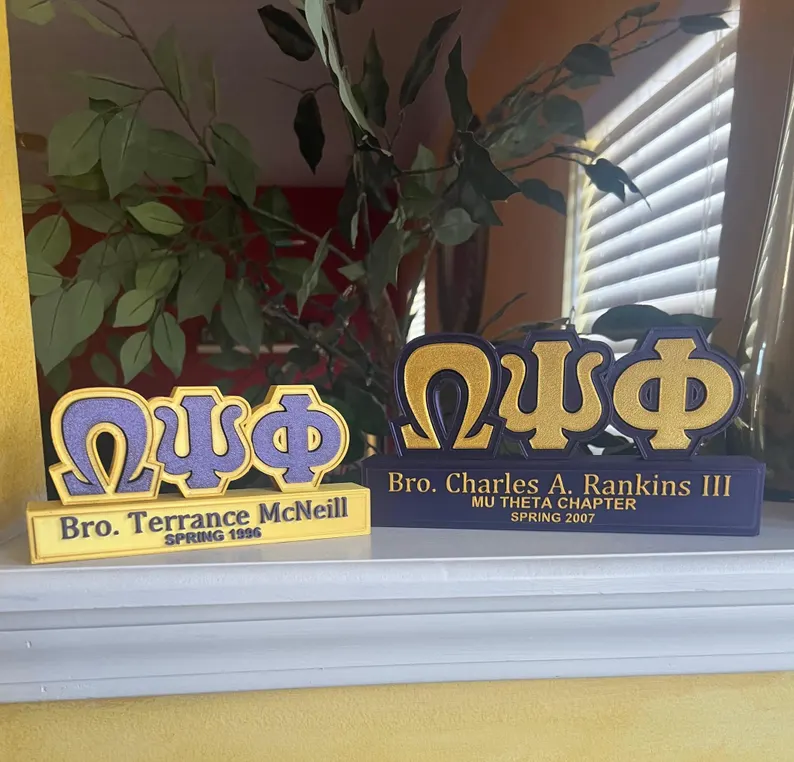 ΩΨΦ
Bro. Terrance McNeill
SPRING 1996
ΩΨΦ
Bro. Charles A. Rankins III
MU THETA CHAPTER
SPRING 2007